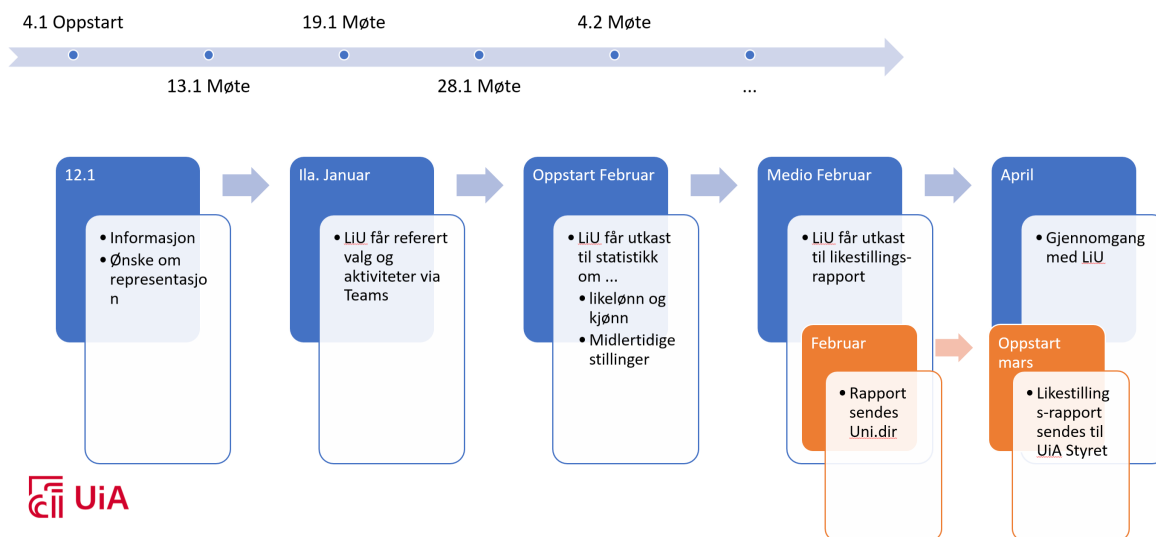 4.1 Oppstart
19.1 Møte
4.2 Møte
13.1 Møte
28.1 Møte
...
12.1
• Informasjon
• Ønske om
representasjo
n
Ila. Januar
• LiU får referert
valg og
aktiviteter via
Teams
Oppstart Februar
• LiU får utkast
til statistikk
om ...
• likelønn og
kjønn
• Midlertidige
stillinger
Medio Februar
• LiU får utkast
til likestillings-
rapport
April
• Gjennomgang
med LiU
Februar
• Rapport
sendes
Uni.dir
Oppstart
mars
• Likestilling
s-rapport
sendes til
UiA Styret
UiA